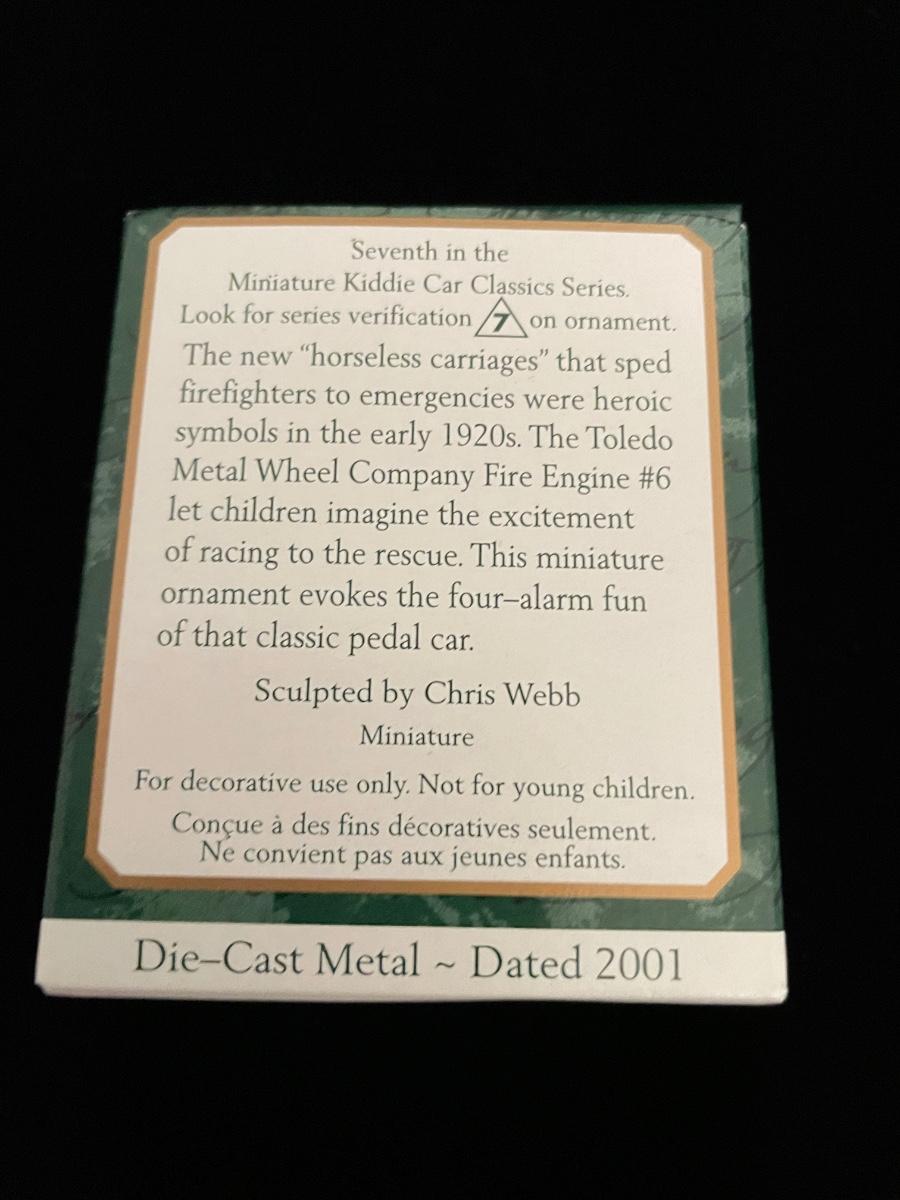 Seventh in the
Miniature Kiddie Car Classics Series.
Look for series verification 7 on ornament.
The new “horseless carriages” that sped
firefighters to emergencies were heroic
symbols in the early 1920s. The Toledo
Metal Wheel Company Fire Engine #6
let children imagine the excitement
of racing to the rescue. This miniature
ornament evokes the four–alarm fun
of that classic pedal car.
Sculpted by Chris Webb
Miniature
For decorative use only. Not for young children.
Conçue à des fins décoratives seulement.
Ne convient pas aux jeunes enfants.
Die–Cast Metal ~ Dated 2001